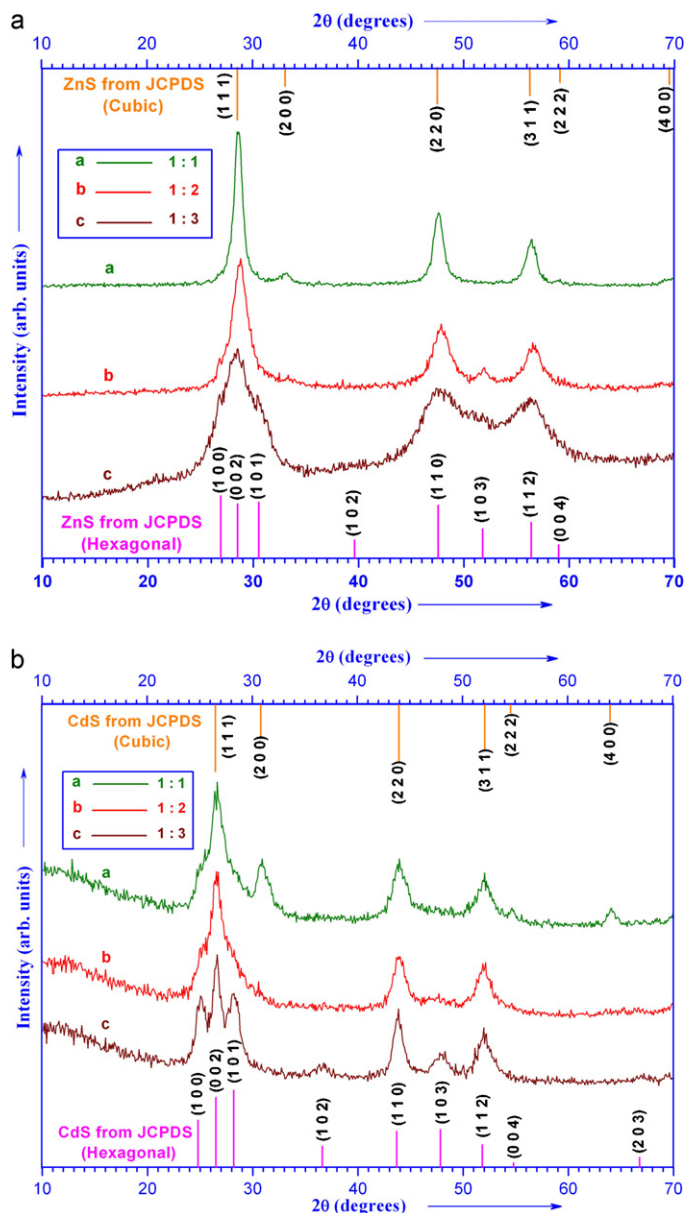 a
2θ (degrees)
10 20 30 40 50 60 70
ZnS from JCPDS
(Cubic)
(1 1 1)
(2 0 0)
(2 2 0)
(3 1 1)
(2 2 2)
(4 0 0)
a 1 : 1
b 1 : 2
c 1 : 3
a
b
c
Intensity (arb. units)
(1 0 0)
(0 0 2)
(1 0 1)
(1 0 2)
(1 1 0)
(1 0 3)
(1 1 2)
(0 0 4)
ZnS from JCPDS
(Hexagonal)
10 20 30 40 50 60 70
2θ (degrees)
b
2θ (degrees)
10 20 30 40 50 60 70
CdS from JCPDS
(Cubic)
(1 1 1)
(2 0 0)
(2 2 0)
(3 1 1)
(2 2 2)
(4 0 0)
a 1 : 1
b 1 : 2
c 1 : 3
a
b
c
Intensity (arb. units)
(1 0 0)
(0 0 2)
(1 0 1)
(1 0 2)
(1 1 0)
(1 0 3)
(1 1 2)
(0 0 4)
(2 0 3)
CdS from JCPDS
(Hexagonal)
10 20 30 40 50 60 70
2θ (degrees)